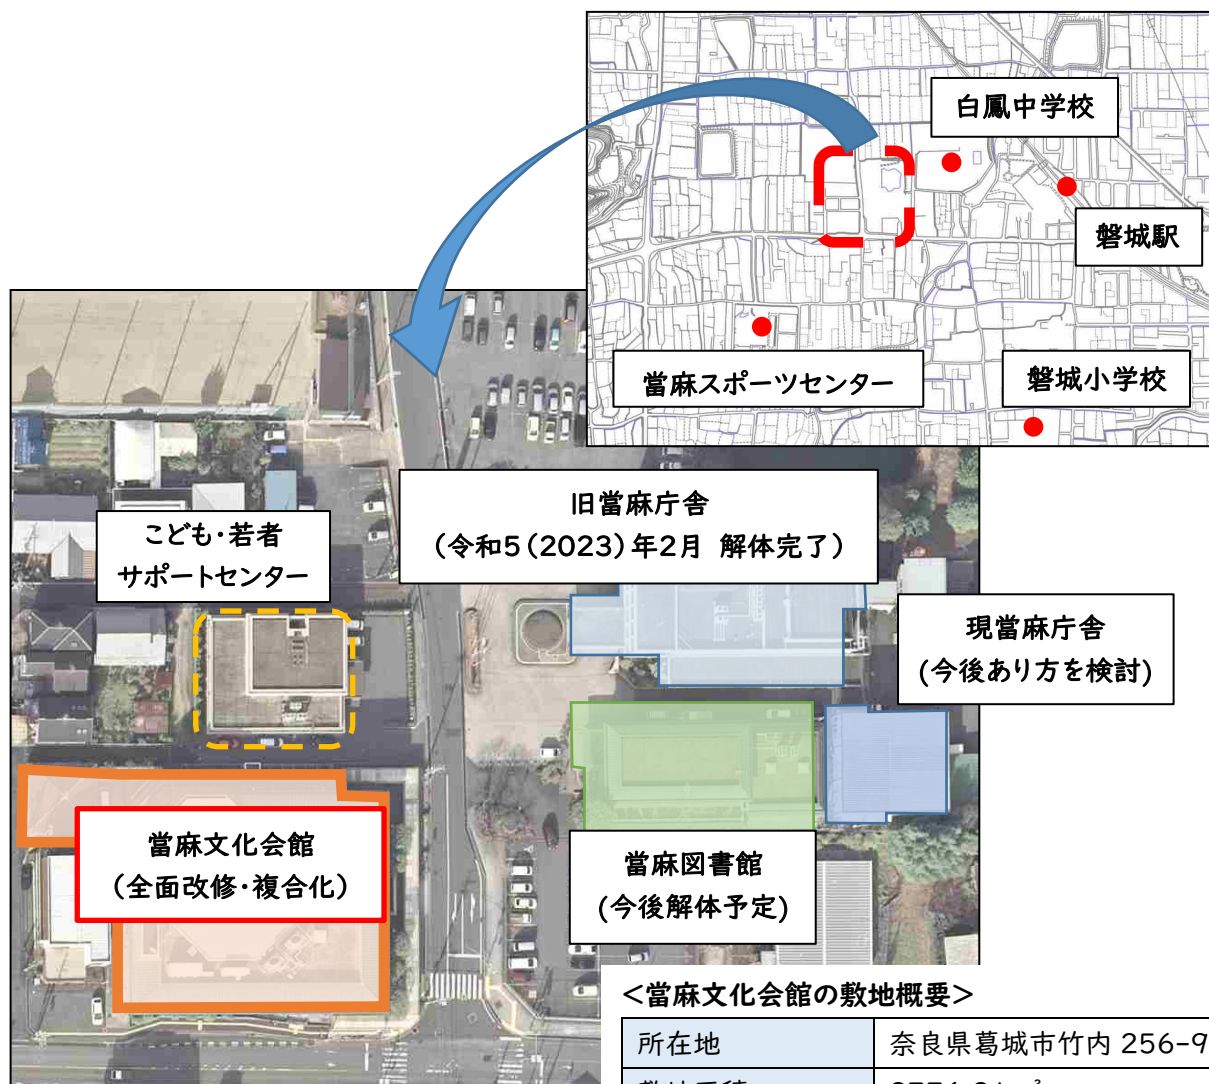 白鳳中学校
磐城駅
當麻スポーツセンター
磐城小学校
旧當麻庁舎
(令和5(2023)年2月 解体完了)
こども・若者
サポートセンター
現當麻庁舎
(今後あり方を検討)
當麻文化会館
(全面改修・複合化)
當麻図書館
(今後解体予定)
<當麻文化会館の敷地概要>
所在地 奈良県葛城市竹内 256-9